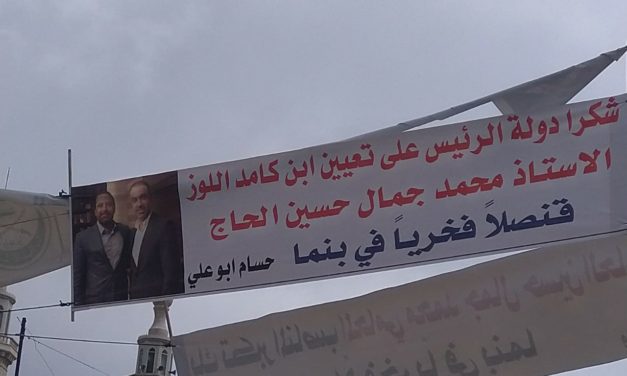 شكرا دولة الرئيس على تعيين ابن كامد اللوز
الاستاذ محمد جمال حسين الحاج
قنصلاً فخرياً في بنما
حسام ابو علي